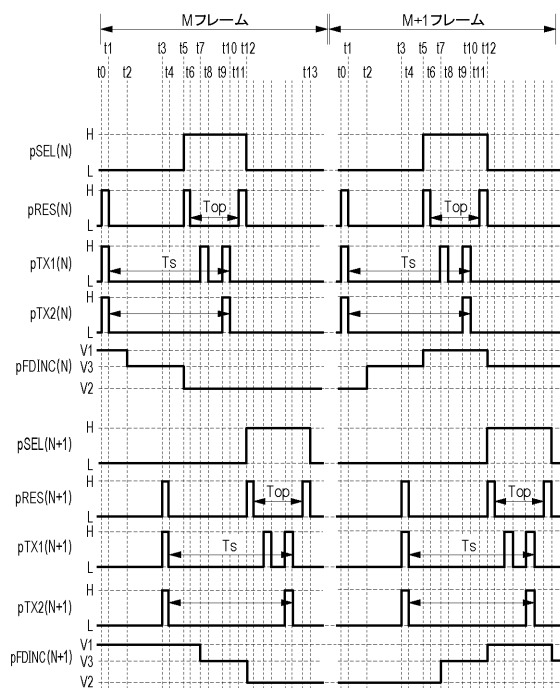 Mフレーム M+1フレーム
t1 t3 t5 t7 t10 t12 t1 t3 t5 t7 t10 t12
t0 t2 t4 t6 t8 t9 t11 t13 t0 t2 t4 t6 t8 t9 t11
pSEL(N) H L
pRES(N) H L Top Top
pTX1(N) H L Ts Ts
pTX2(N) H L
pFDINC(N) V1 V3 V2
pSEL(N+1) H L
pRES(N+1) H L Top Top
pTX1(N+1) H L Ts Ts
pTX2(N+1) H L
pFDINC(N+1) V1 V3 V2